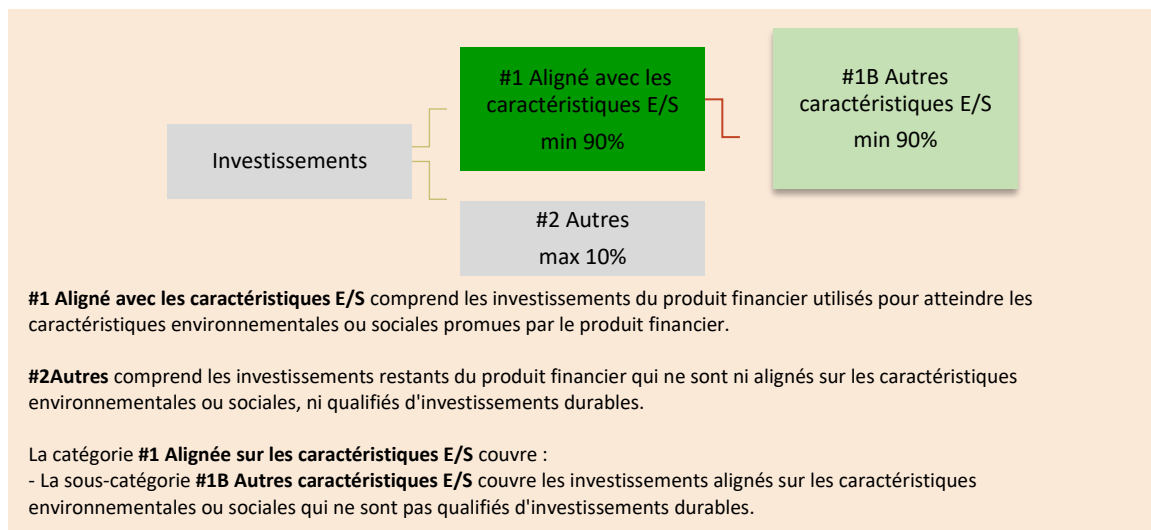 #1 Aligné avec les
caractéristiques E/S
min 90%
#1B Autres
caractéristiques E/S
min 90%
Investissements
#2 Autres
max 10%
#1 Aligné avec les caractéristiques E/S comprend les investissements du produit financier utilisés pour atteindre les
caractéristiques environnementales ou sociales promues par le produit financier.
#2Autres comprend les investissements restants du produit financier qui ne sont ni alignés sur les caractéristiques
environnementales ou sociales, ni qualifiés d'investissements durables.
La catégorie #1 Alignée sur les caractéristiques E/S couvre :
- La sous-catégorie #1B Autres caractéristiques E/S couvre les investissements alignés sur les caractéristiques
environnementales ou sociales qui ne sont pas qualifiés d'investissements durables.